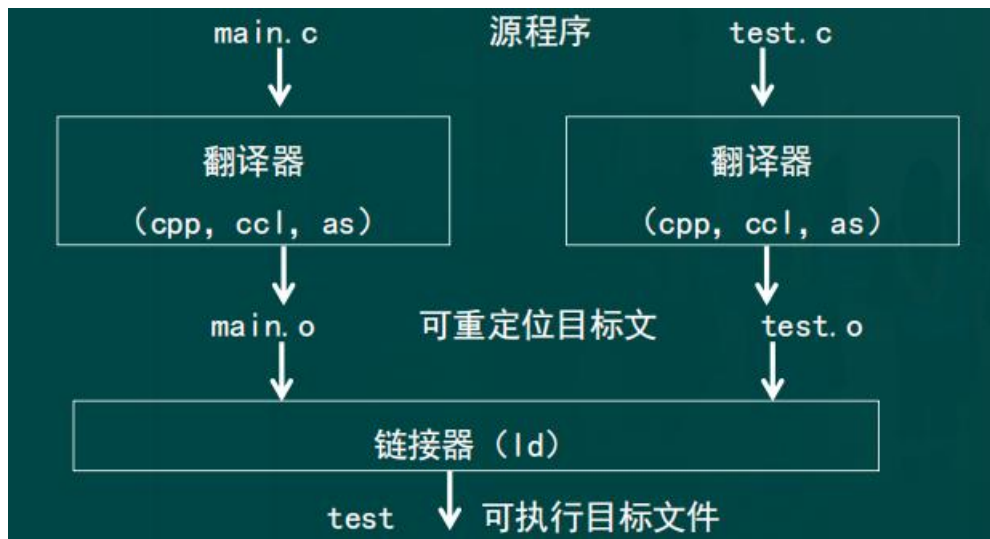 main.c 源程序 test.c
翻译器 翻译器
（cpp, ccl, as） （cpp, ccl, as）
main.o 可重定位目标文 test.o
链接器（ld）
test 可执行目标文件